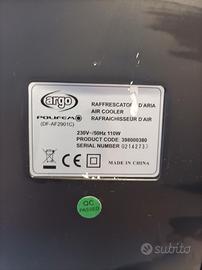 argo
POLIFEMO
(DF-AF2901C)
RAFFRESCATORE D'ARIA
AIR COOLER
RAFRAICHISSEUR D'AIR
230V~/50Hz 110W
PRODUCT CODE: 398000380
SERIAL NUMBER: 0214273
MADE IN CHINA
QC
PASSED
subito